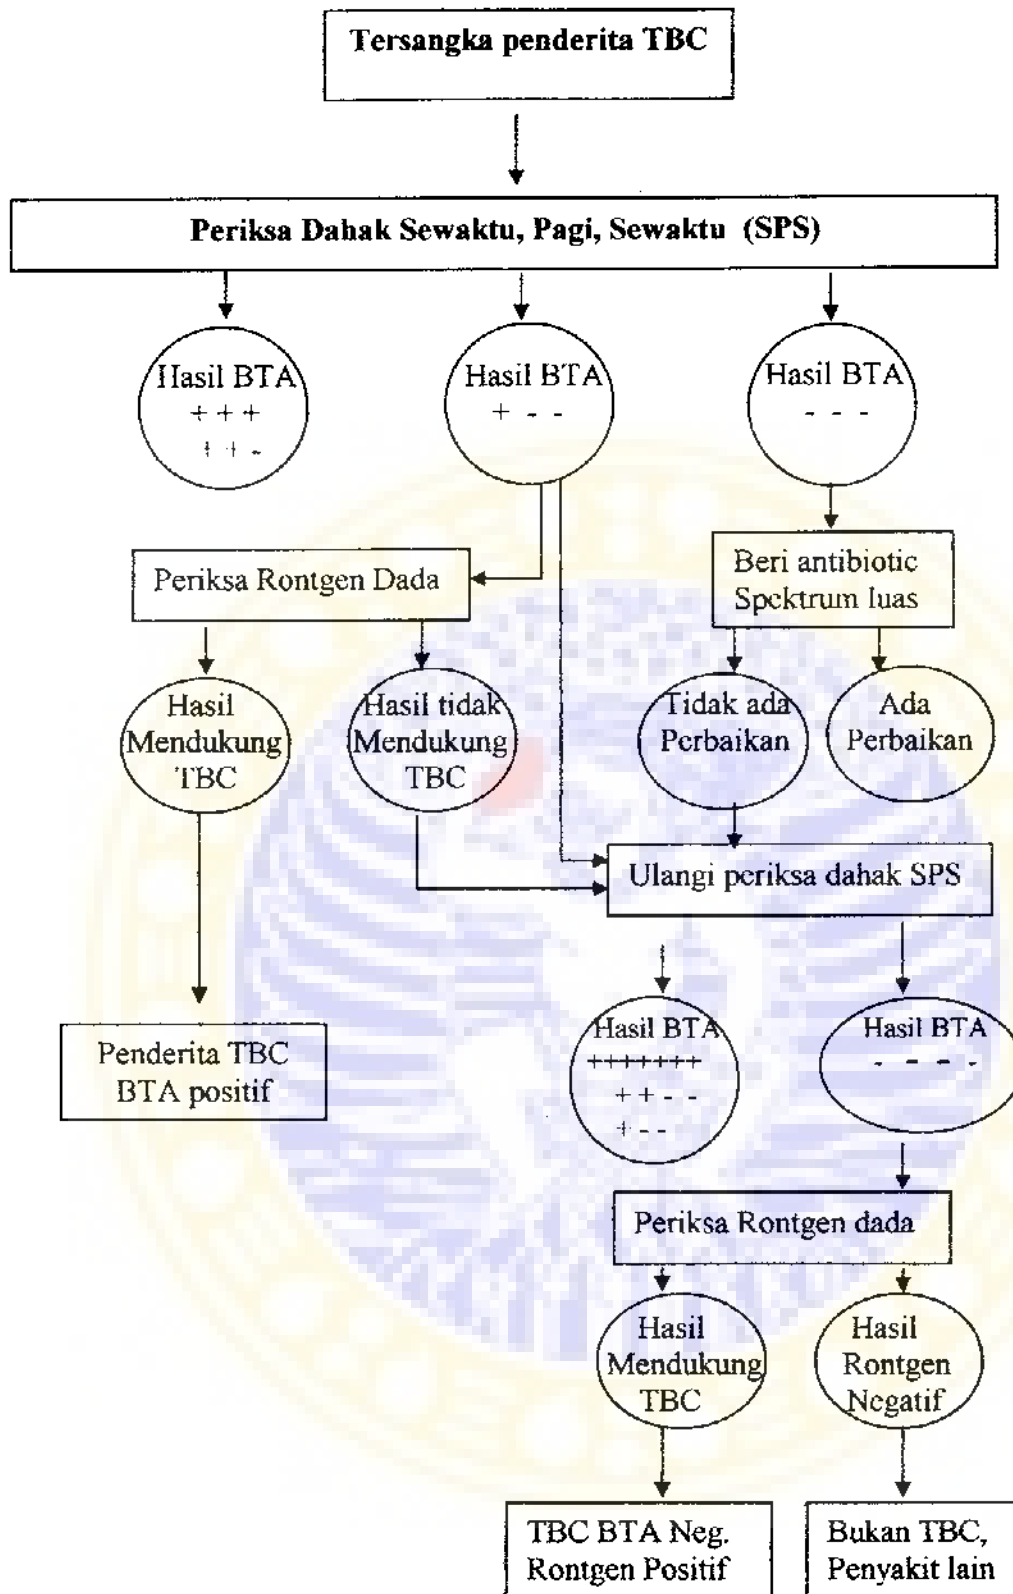 Tersangka penderita TBC
Periksa Dahak Sewaktu, Pagi, Sewaktu (SPS)
Hasil BTA
+ + +
+ + -
Hasil BTA
+ - -
Hasil BTA
- - -
Periksa Rontgen Dada
Beri antibiotic
Spektrum luas
Hasil
Mendukung
TBC
Hasil tidak
Mendukung
TBC
Tidak ada
Perbaikan
Ada
Perbaikan
Ulangi periksa dahak SPS
Penderita TBC
BTA positif
Hasil BTA
+++++++
+ + - -
+ - -
Hasil BTA
- - - -
Periksa Rontgen dada
Hasil
Mendukung
TBC
Hasil
Rontgen
Negatif
TBC BTA Neg.
Rontgen Positif
Bukan TBC,
Penyakit lain